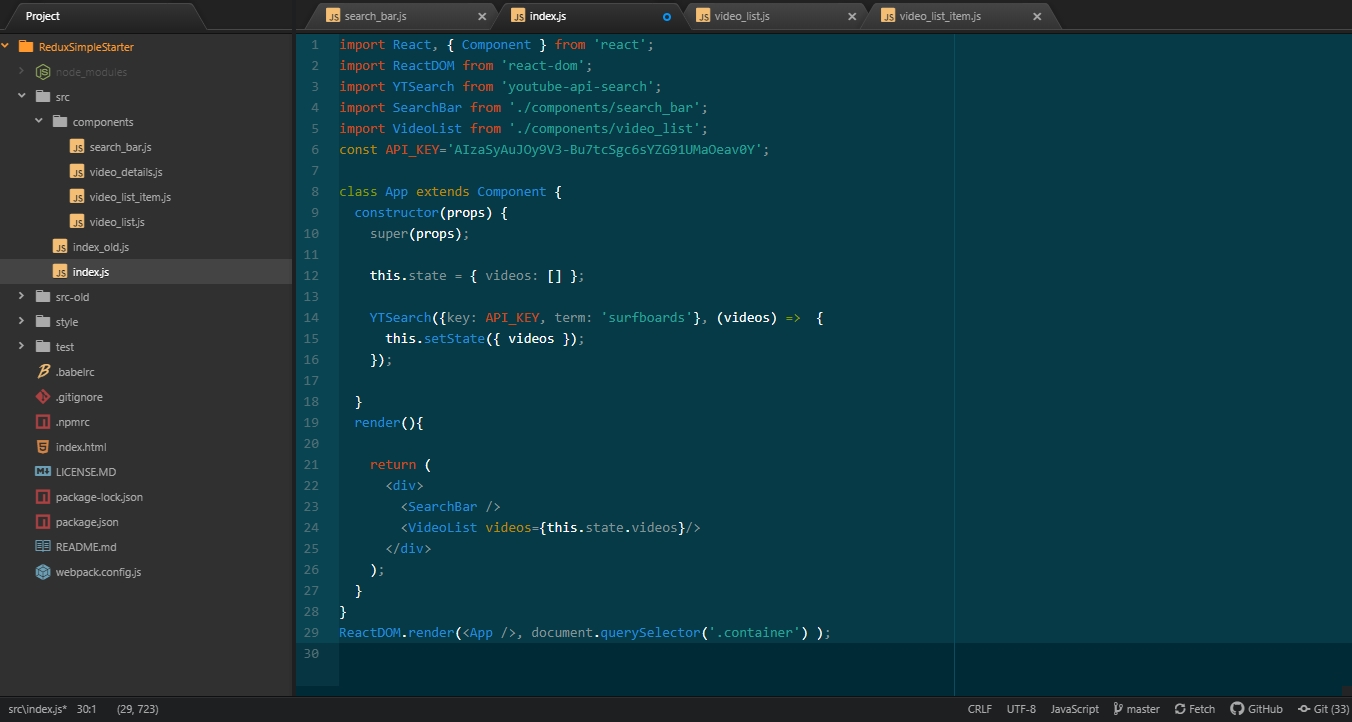 Project
search_bar.js
index.js
video_list.js
video_list_item.js
ReduxSimpleStarter
node_modules
src
components
search_bar.js
video_details.js
video_list_item.js
video_list.js
index_old.js
index.js
src-old
style
test
.babelrc
.gitignore
.npmrc
index.html
LICENSE.MD
package-lock.json
package.json
README.md
webpack.config.js
1 import React, { Component } from 'react';
2 import ReactDOM from 'react-dom';
3 import YTSearch from 'youtube-api-search';
4 import SearchBar from './components/search_bar';
5 import VideoList from './components/video_list';
6 const API_KEY='AIzaSyAuJOy9V3-Bu7tcSgc6sYZG91UMaOeav0Y';
7
8 class App extends Component {
9 constructor(props) {
10 super(props);
11
12 this.state = { videos: [] };
13
14 YTSearch({key: API_KEY, term: 'surfboards'}, (videos) => {
15 this.setState({ videos });
16 });
17
18 }
19 render(){
20
21 return (
22 <div>
23 <SearchBar />
24 <VideoList videos={this.state.videos}/>
25 </div>
26 );
27 }
28 }
29 ReactDOM.render(<App />, document.querySelector('.container') );
30
src\index.js* 30:1 (29, 723) CRLF UTF-8 JavaScript master Fetch GitHub Git (33)